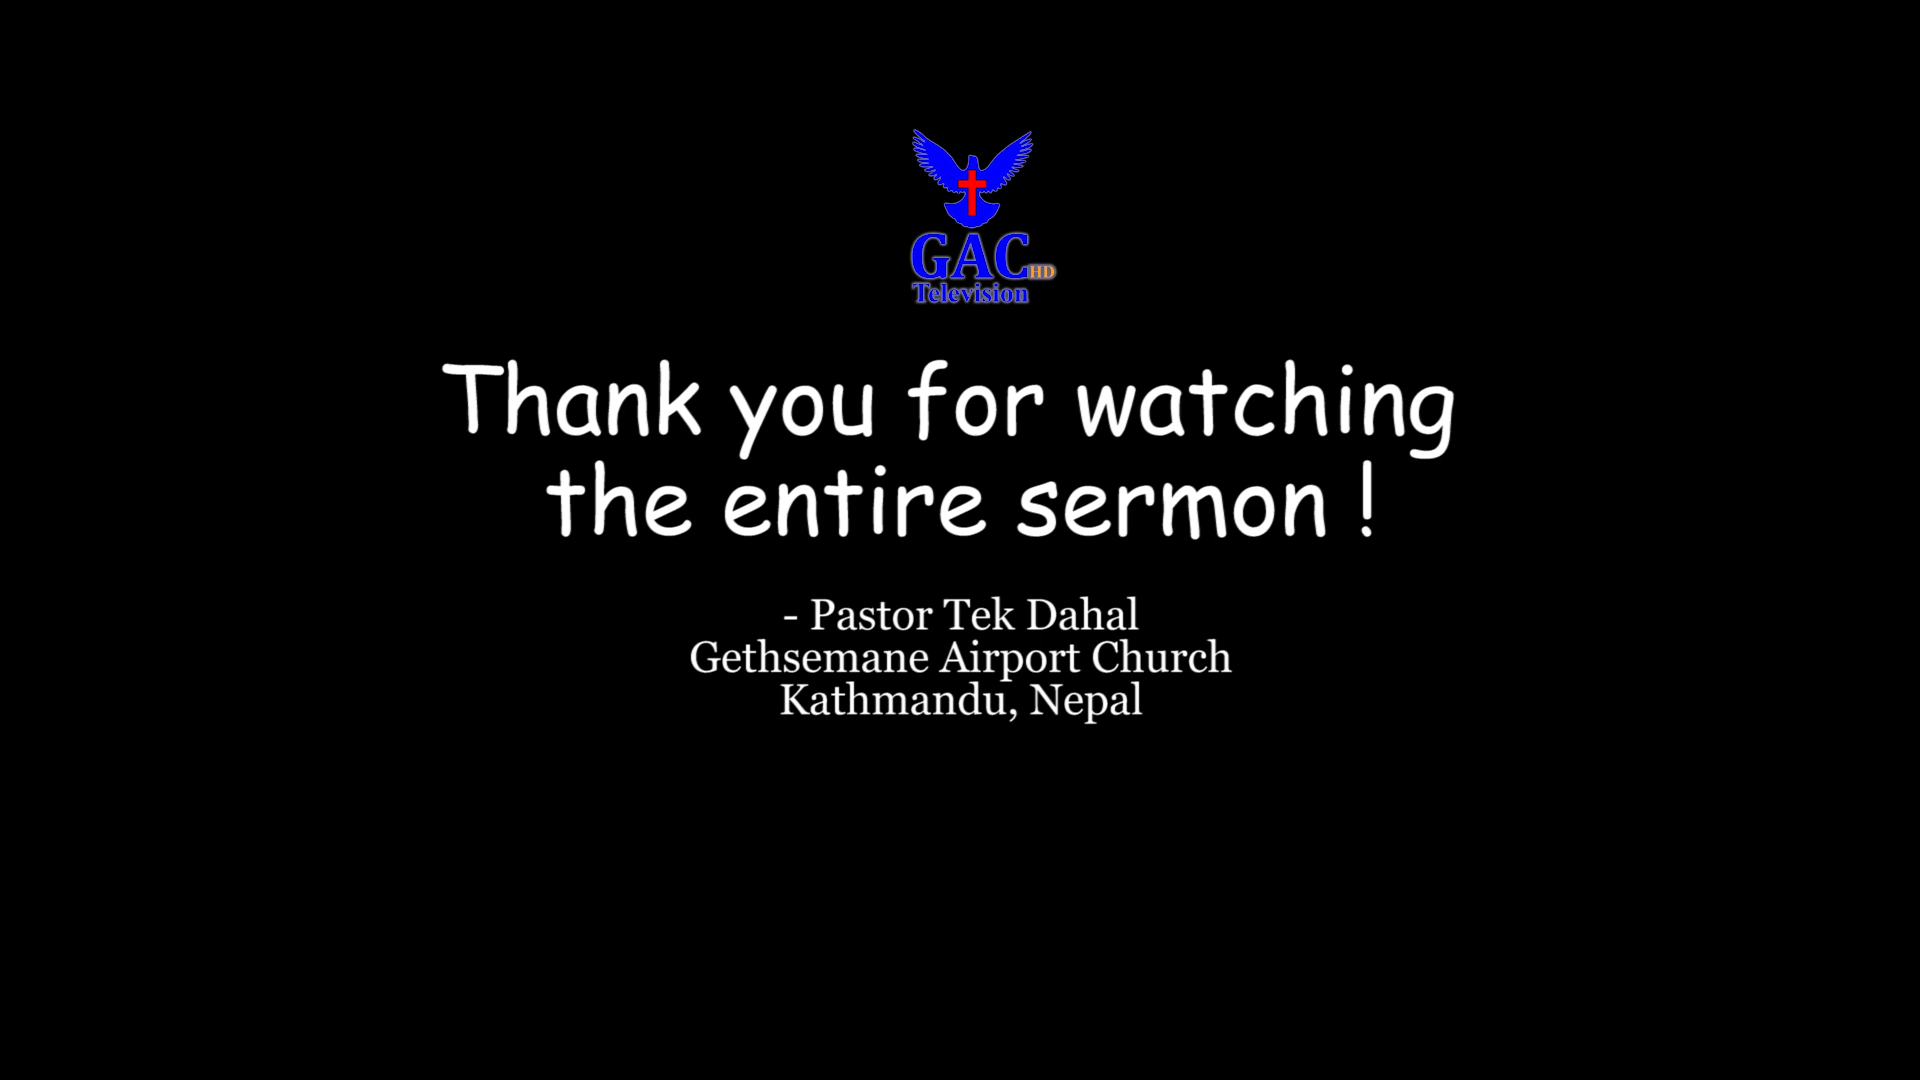 GAC HD
Television
Thank you for watching
the entire sermon !
- Pastor Tek Dahal
Gethsemane Airport Church
Kathmandu, Nepal